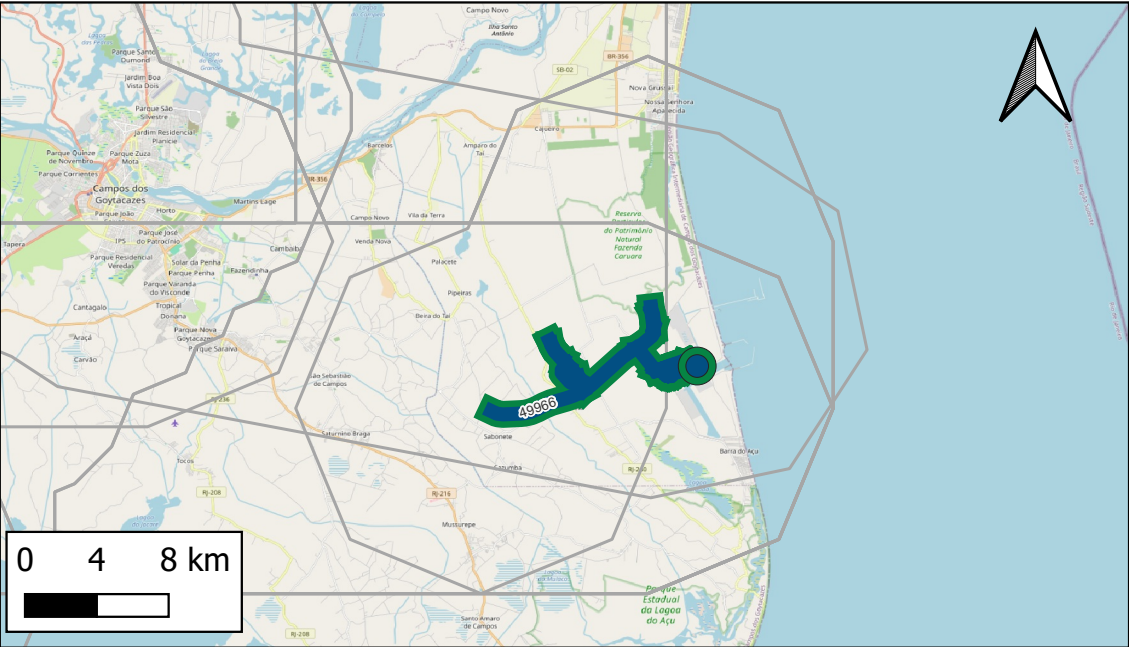 Campo Novo
Ilha Santo
Antônio
Parque Santo
Dumond
Jardim Boa
Vista Dois
BR-356
SB-02
Nova Grussaí
Nossa Senhora
Aparecida
Parque São
Silvestre
Jardim Residencial
Planície
Cajueiro
Parque Quinze
de Novembro
Parque Zuza
Mota
Barcelos
Amparo do
Taí
Parque Corrientes
Campos dos
Goytacazes
BR-356
Martins Lage
Parque João
Horto
Campo Novo
Vila da Terra
Reserva
Particular
do Patrimônio
Natural
Fazenda
Caruara
Tapera
IPS
Parque José
do Patrocínio
Cambaíba
Venda Nova
Parque Residencial
Veredas
Solar da Penha
Parque Penha
Fazendinha
Palacete
Parque Varanda
do Visconde
Pipeiras
Cantagalo
Tropical
Donana
Beira do Taí
Parque Nova
Goytacazes
Araçá
Parque Saraiva
Carvão
São Sebastião
de Campos
RJ-236
49966
Saturnino Braga
Sabonete
Barra do Açu
Tocos
Cazumbá
RJ-240
RJ-208
RJ-216
Mussurepe
0 4 8 km
Parque
Estadual
da Lagoa
do Açu
Santo Amaro
de Campos
RJ-208